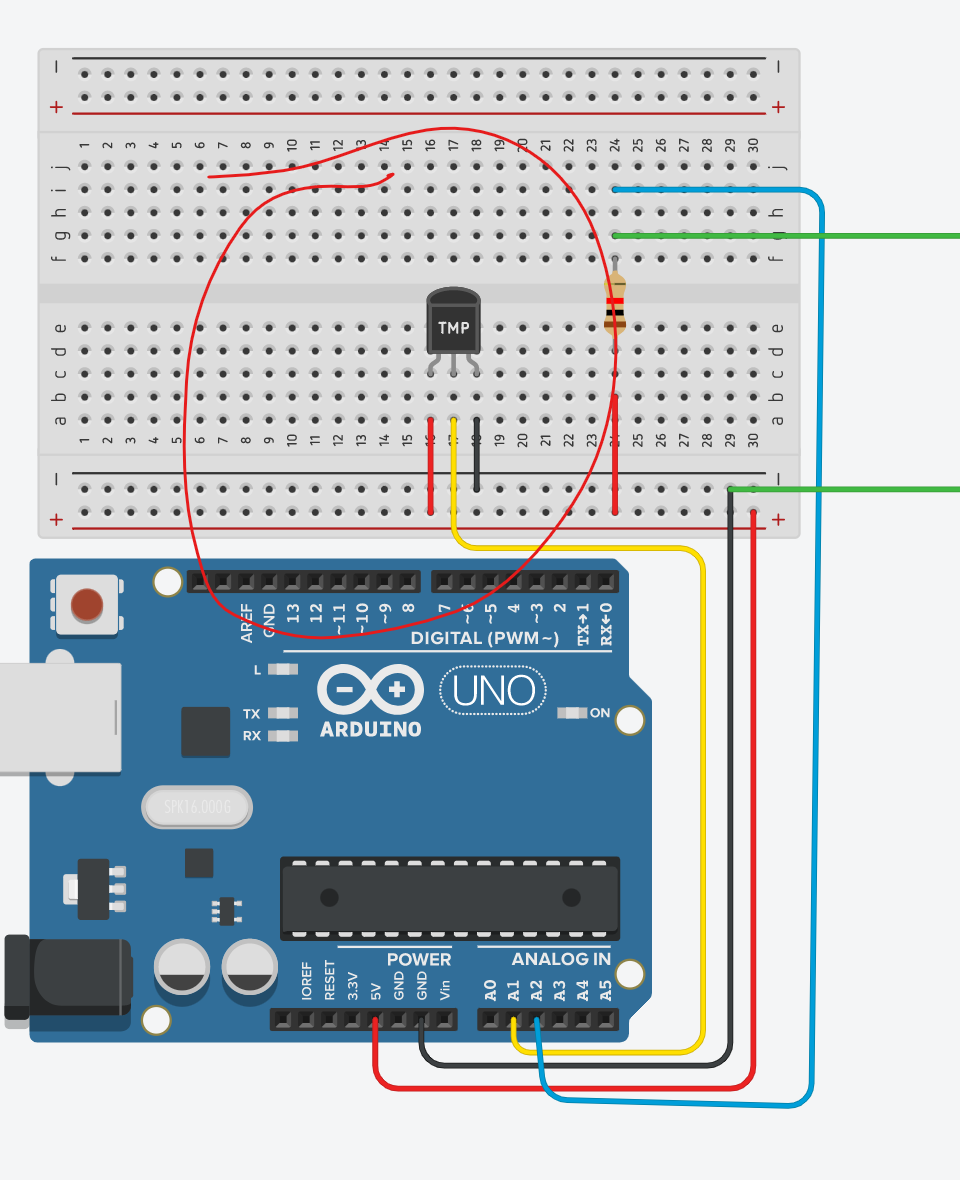 − −
+ +
1 2 3 4 5 6 7 8 9 10 11 12 13 14 15 16 17 18 19 20 21 22 23 24 25 26 27 28 29 30
j j
i
h h
g g
f f
e e
d d
TMP
c c
b b
a a
1 2 3 4 5 6 7 8 9 10 11 12 13 14 15 16 17 18 19 20 21 22 23 24 25 26 27 28 29 30
− −
+ +
AREF GND 13 12 ~11 ~10 ~9 8 7 ~6 ~5 4 ~3 2 TX→1 RX←0
DIGITAL (PWM~)
L
TX
RX
ARDUINO
UNO
ON
SPK16.000G
POWER
ANALOG IN
IOREF RESET 3.3V 5V GND GND Vin A0 A1 A2 A3 A4 A5